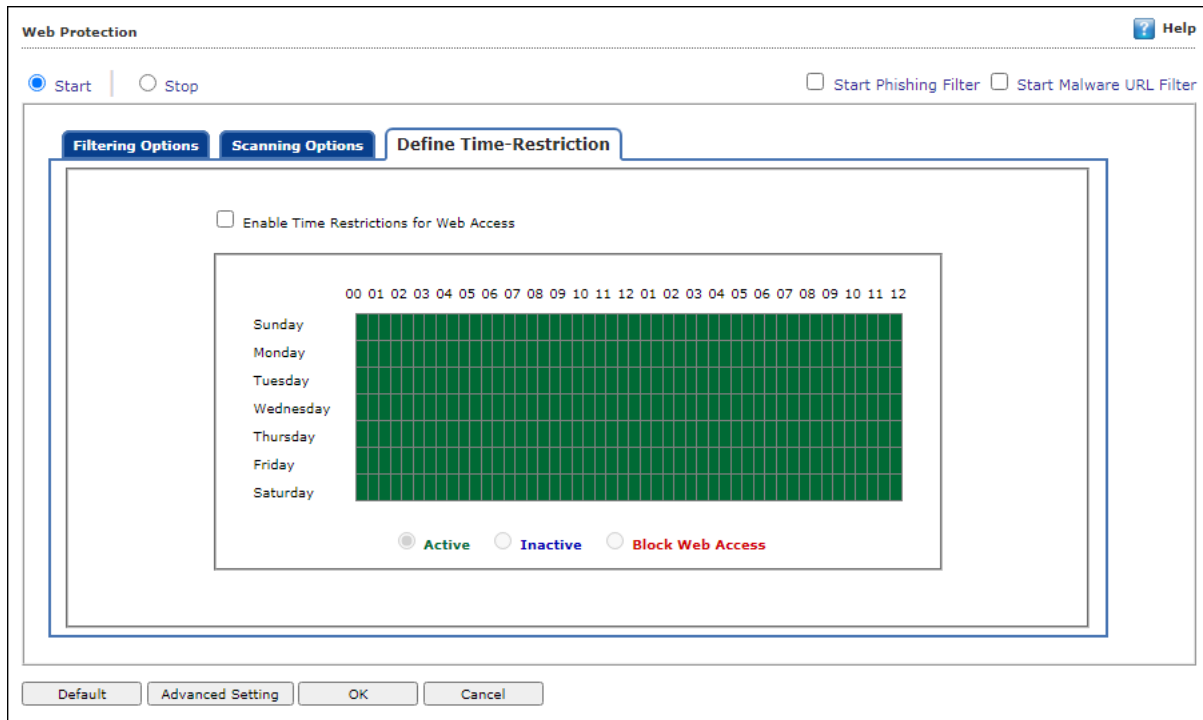 Web Protection
? Help
Start Stop Start Phishing Filter Start Malware URL Filter
Filtering Options Scanning Options Define Time-Restriction
Enable Time Restrictions for Web Access
00 01 02 03 04 05 06 07 08 09 10 11 12 01 02 03 04 05 06 07 08 09 10 11 12
Sunday
Monday
Tuesday
Wednesday
Thursday
Friday
Saturday
Active Inactive Block Web Access
Default Advanced Setting OK Cancel